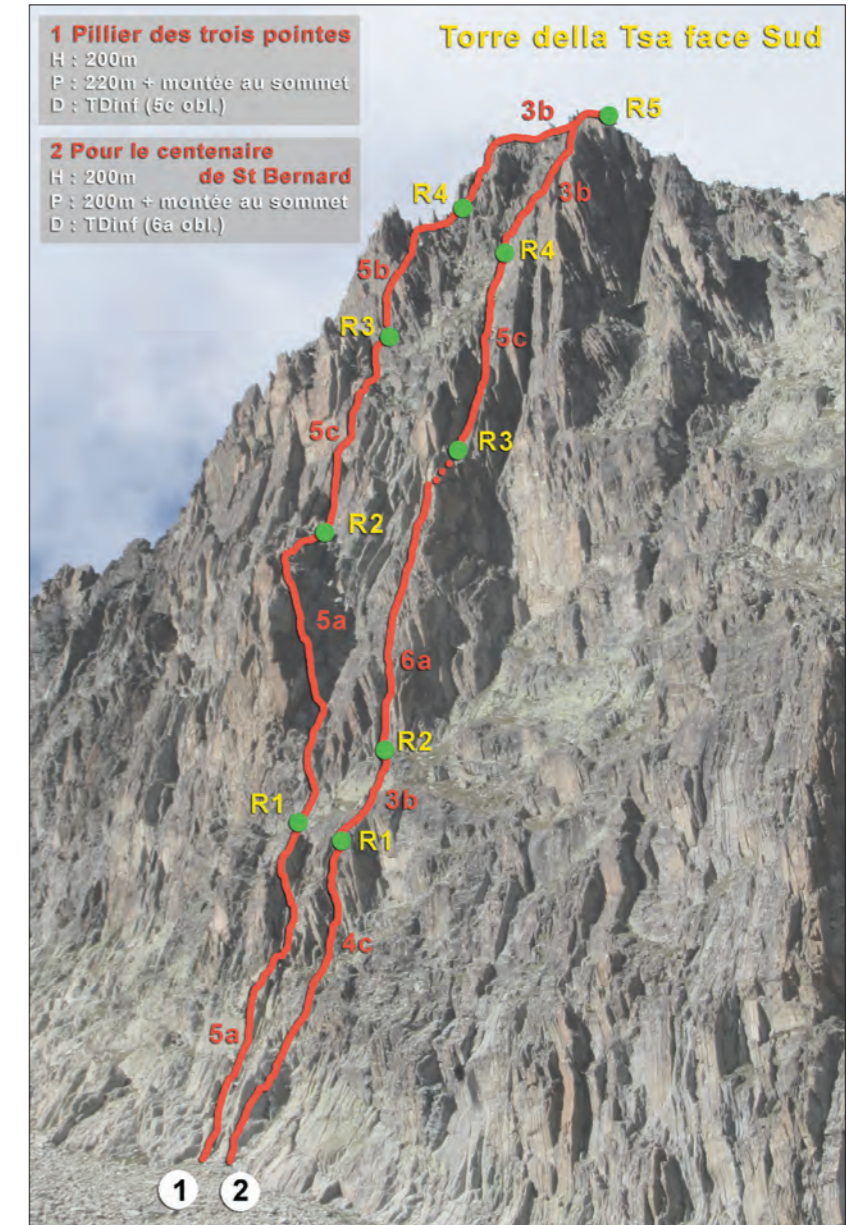 1 Pillier des trois pointes
H : 200m
P : 220m + montée au sommet
D : TDinf (5c obl.)
2 Pour le centenaire
H : 200m de St Bernard
P : 200m + montée au sommet
D : TDinf (6a obl.)
Torre della Tsa face Sud
3b
R5
3b
R4
R4
5b
R3
5c
5c
R3
R2
5a
6a
R2
R1
3b
R1
4c
5a
1
2